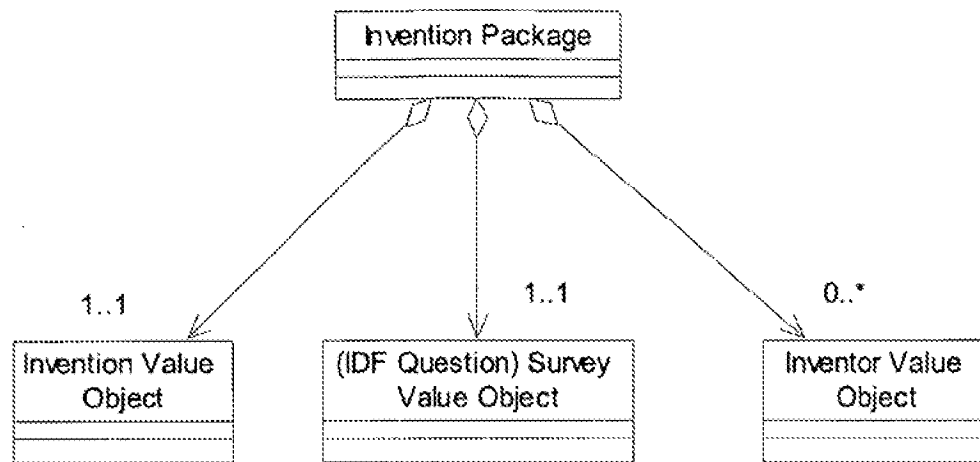 Invention Package
1..1
1..1
0..*
Invention Value
Object
(IDF Question) Survey
Value Object
Inventor Value
Object